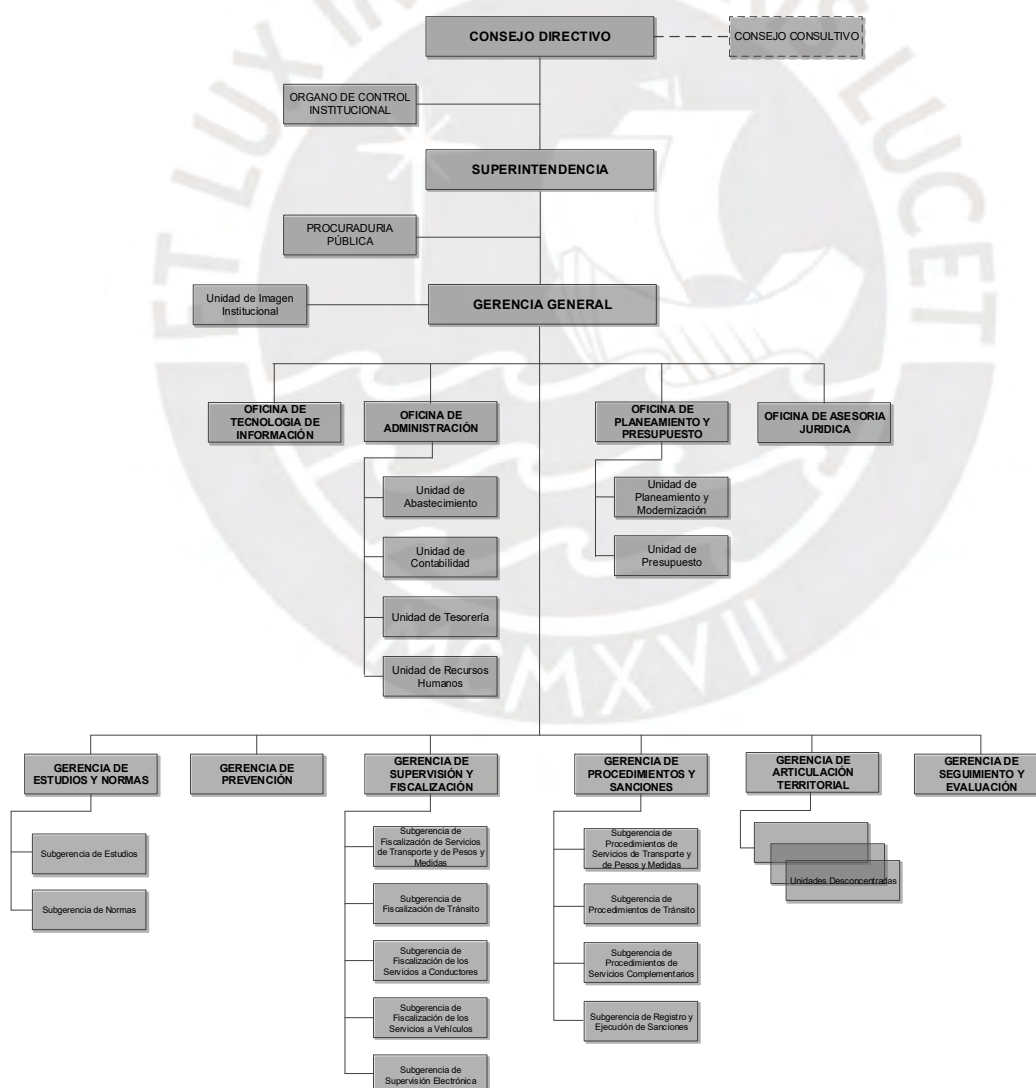 CONSEJO DIRECTIVO
CONSEJO CONSULTIVO
ORGANO DE CONTROL
INSTITUCIONAL
SUPERINTENDENCIA
PROCURADURIA
PÚBLICA
Unidad de Imagen
Institucional
GERENCIA GENERAL
OFICINA DE
TECNOLOGIA DE
INFORMACIÓN
OFICINA DE
ADMINISTRACIÓN
OFICINA DE
PLANEAMIENTO Y
PRESUPUESTO
OFICINA DE ASESORIA
JURIDICA
Unidad de
Abastecimiento
Unidad de
Contabilidad
Unidad de Tesorería
Unidad de Recursos
Humanos
Unidad de
Planeamiento y
Modernización
Unidad de
Presupuesto
GERENCIA DE
ESTUDIOS Y NORMAS
GERENCIA DE
PREVENCIÓN
GERENCIA DE
SUPERVISIÓN Y
FISCALIZACIÓN
GERENCIA DE
PROCEDIMIENTOS Y
SANCIONES
GERENCIA DE
ARTICULACIÓN
TERRITORIAL
GERENCIA DE
SEGUIMIENTO Y
EVALUACIÓN
Subgerencia de Estudios
Subgerencia de Normas
Subgerencia de
Fiscalización de Servicios
de Transporte y de Pesos y
Medidas
Subgerencia de
Fiscalización de Tránsito
Subgerencia de
Fiscalización de los
Servicios a Conductores
Subgerencia de
Fiscalización de los
Servicios a Vehículos
Subgerencia de
Supervisión Electrónica
Subgerencia de
Procedimientos de
Servicios de Transporte y
de Pesos y Medidas
Subgerencia de
Procedimientos de Tránsito
Subgerencia de
Procedimientos de
Servicios Complementarios
Subgerencia de Registro y
Ejecución de Sanciones
Unidades Desconcentradas
ET LUX IN
LUCET
MCMXVII